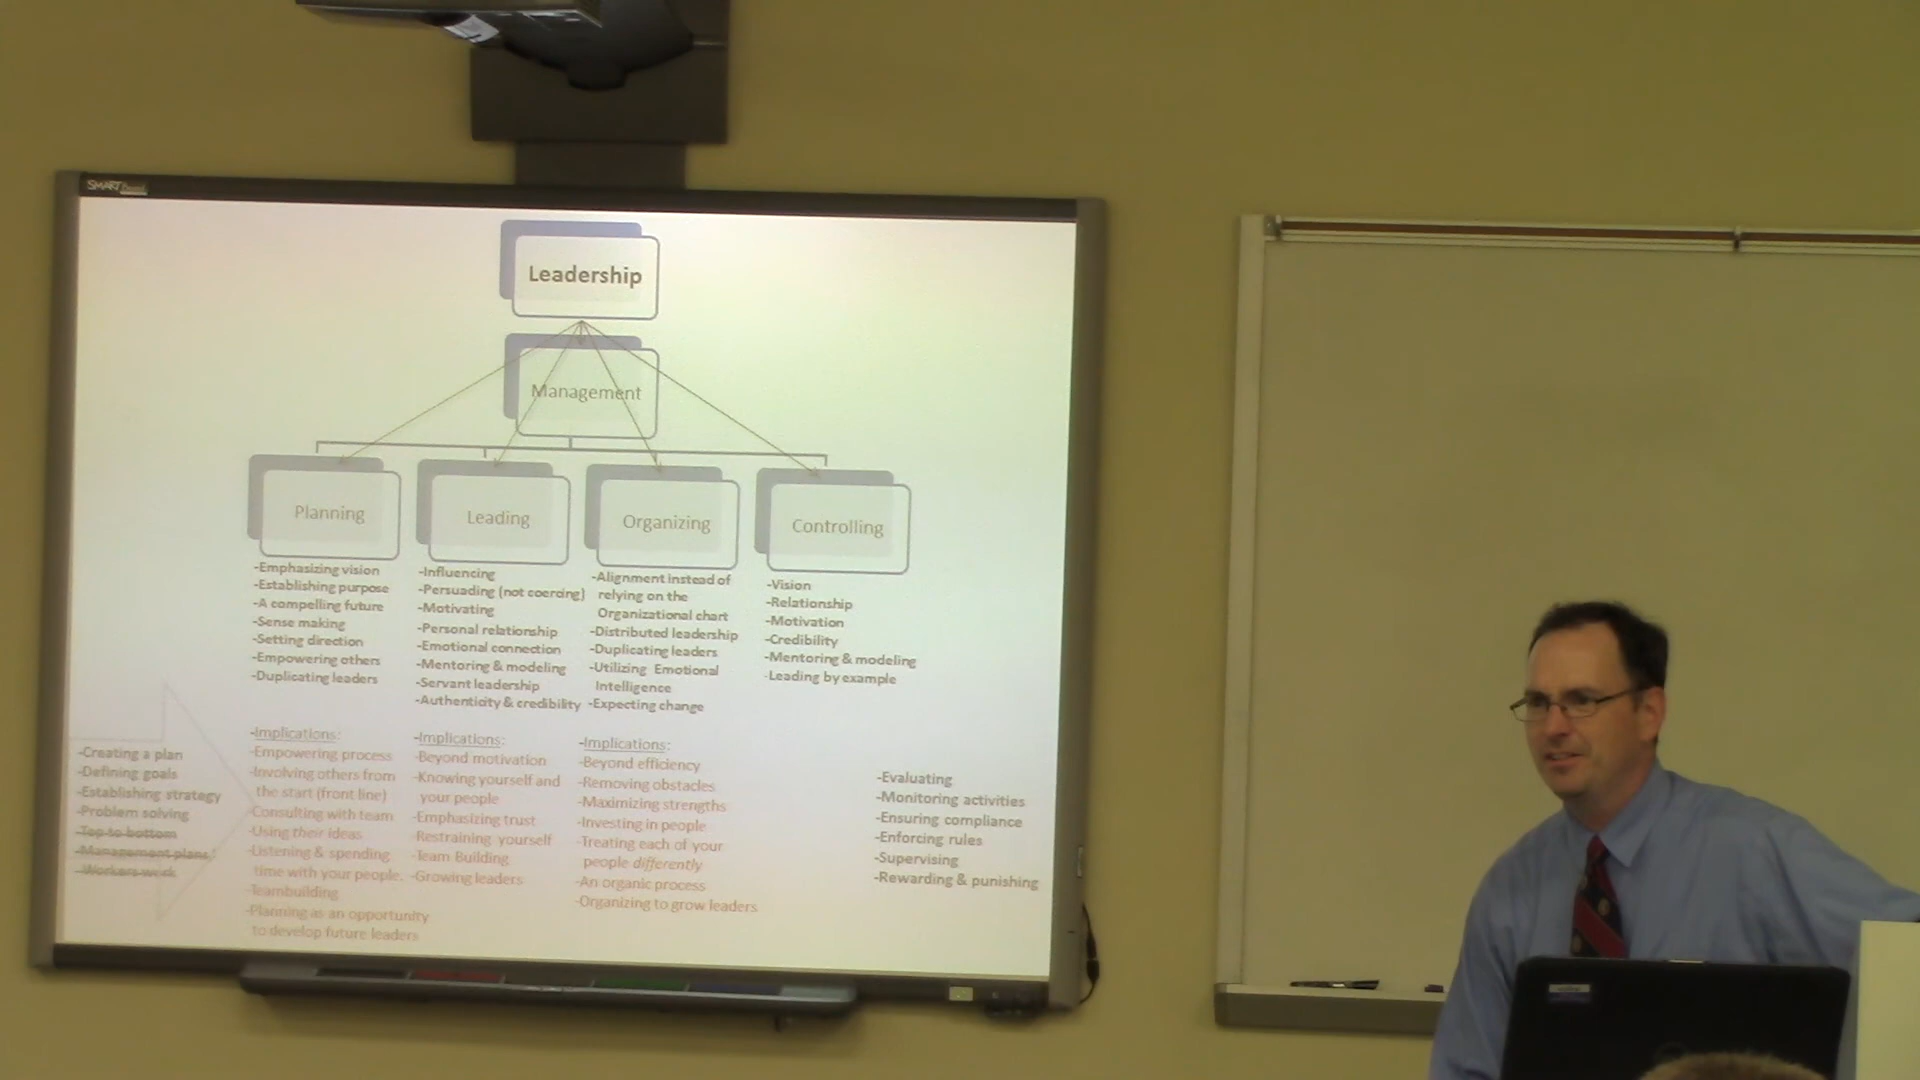 SMART Board
Leadership
Management
Planning
Leading
Organizing
Controlling
-Emphasizing vision
-Establishing purpose
-A compelling future
-Sense making
-Setting direction
-Empowering others
-Duplicating leaders
-Influencing
-Persuading (not coercing)
-Motivating
-Personal relationship
-Emotional connection
-Mentoring & modeling
-Servant leadership
-Authenticity & credibility
-Alignment instead of
relying on the
Organizational chart
-Distributed leadership
-Duplicating leaders
-Utilizing Emotional
Intelligence
-Expecting change
-Vision
-Relationship
-Motivation
-Credibility
-Mentoring & modeling
-Leading by example
-Creating a plan
-Defining goals
-Establishing strategy
-Problem solving
-Top to bottom
-Management plans;
-Workers work
-Implications:
-Empowering process
-Involving others from
the start (front line)
-Consulting with team
-Using their ideas
-Listening & spending
time with your people.
-Teambuilding
-Planning as an opportunity
to develop future leaders
-Implications:
-Beyond motivation
-Knowing yourself and
your people
-Emphasizing trust
-Restraining yourself
-Team Building
-Growing leaders
-Implications:
-Beyond efficiency
-Removing obstacles
-Maximizing strengths
-Investing in people
-Treating each of your
people differently
-An organic process
-Organizing to grow leaders
-Evaluating
-Monitoring activities
-Ensuring compliance
-Enforcing rules
-Supervising
-Rewarding & punishing